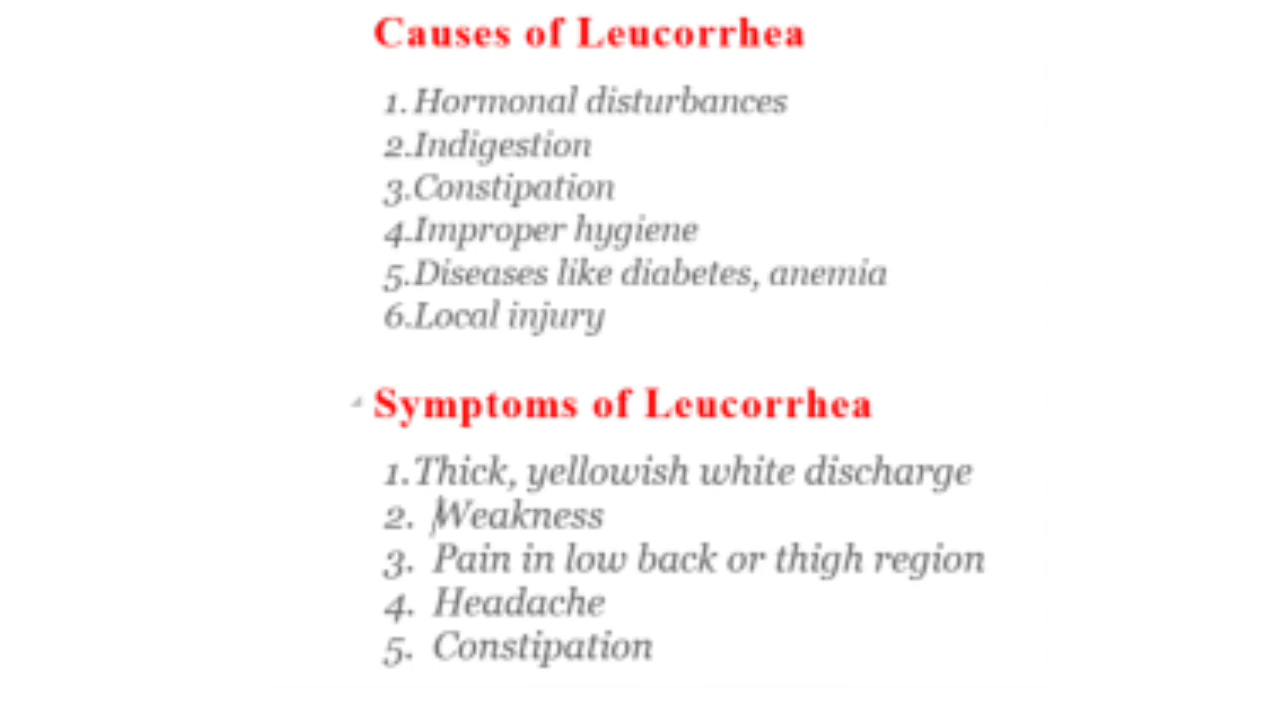 Causes of Leucorrhea
1. Hormonal disturbances
2.Indigestion
3.Constipation
4.Improper hygiene
5.Diseases like diabetes, anemia
6.Local injury
Symptoms of Leucorrhea
1.Thick, yellowish white discharge
2. Weakness
3. Pain in low back or thigh region
4. Headache
5. Constipation